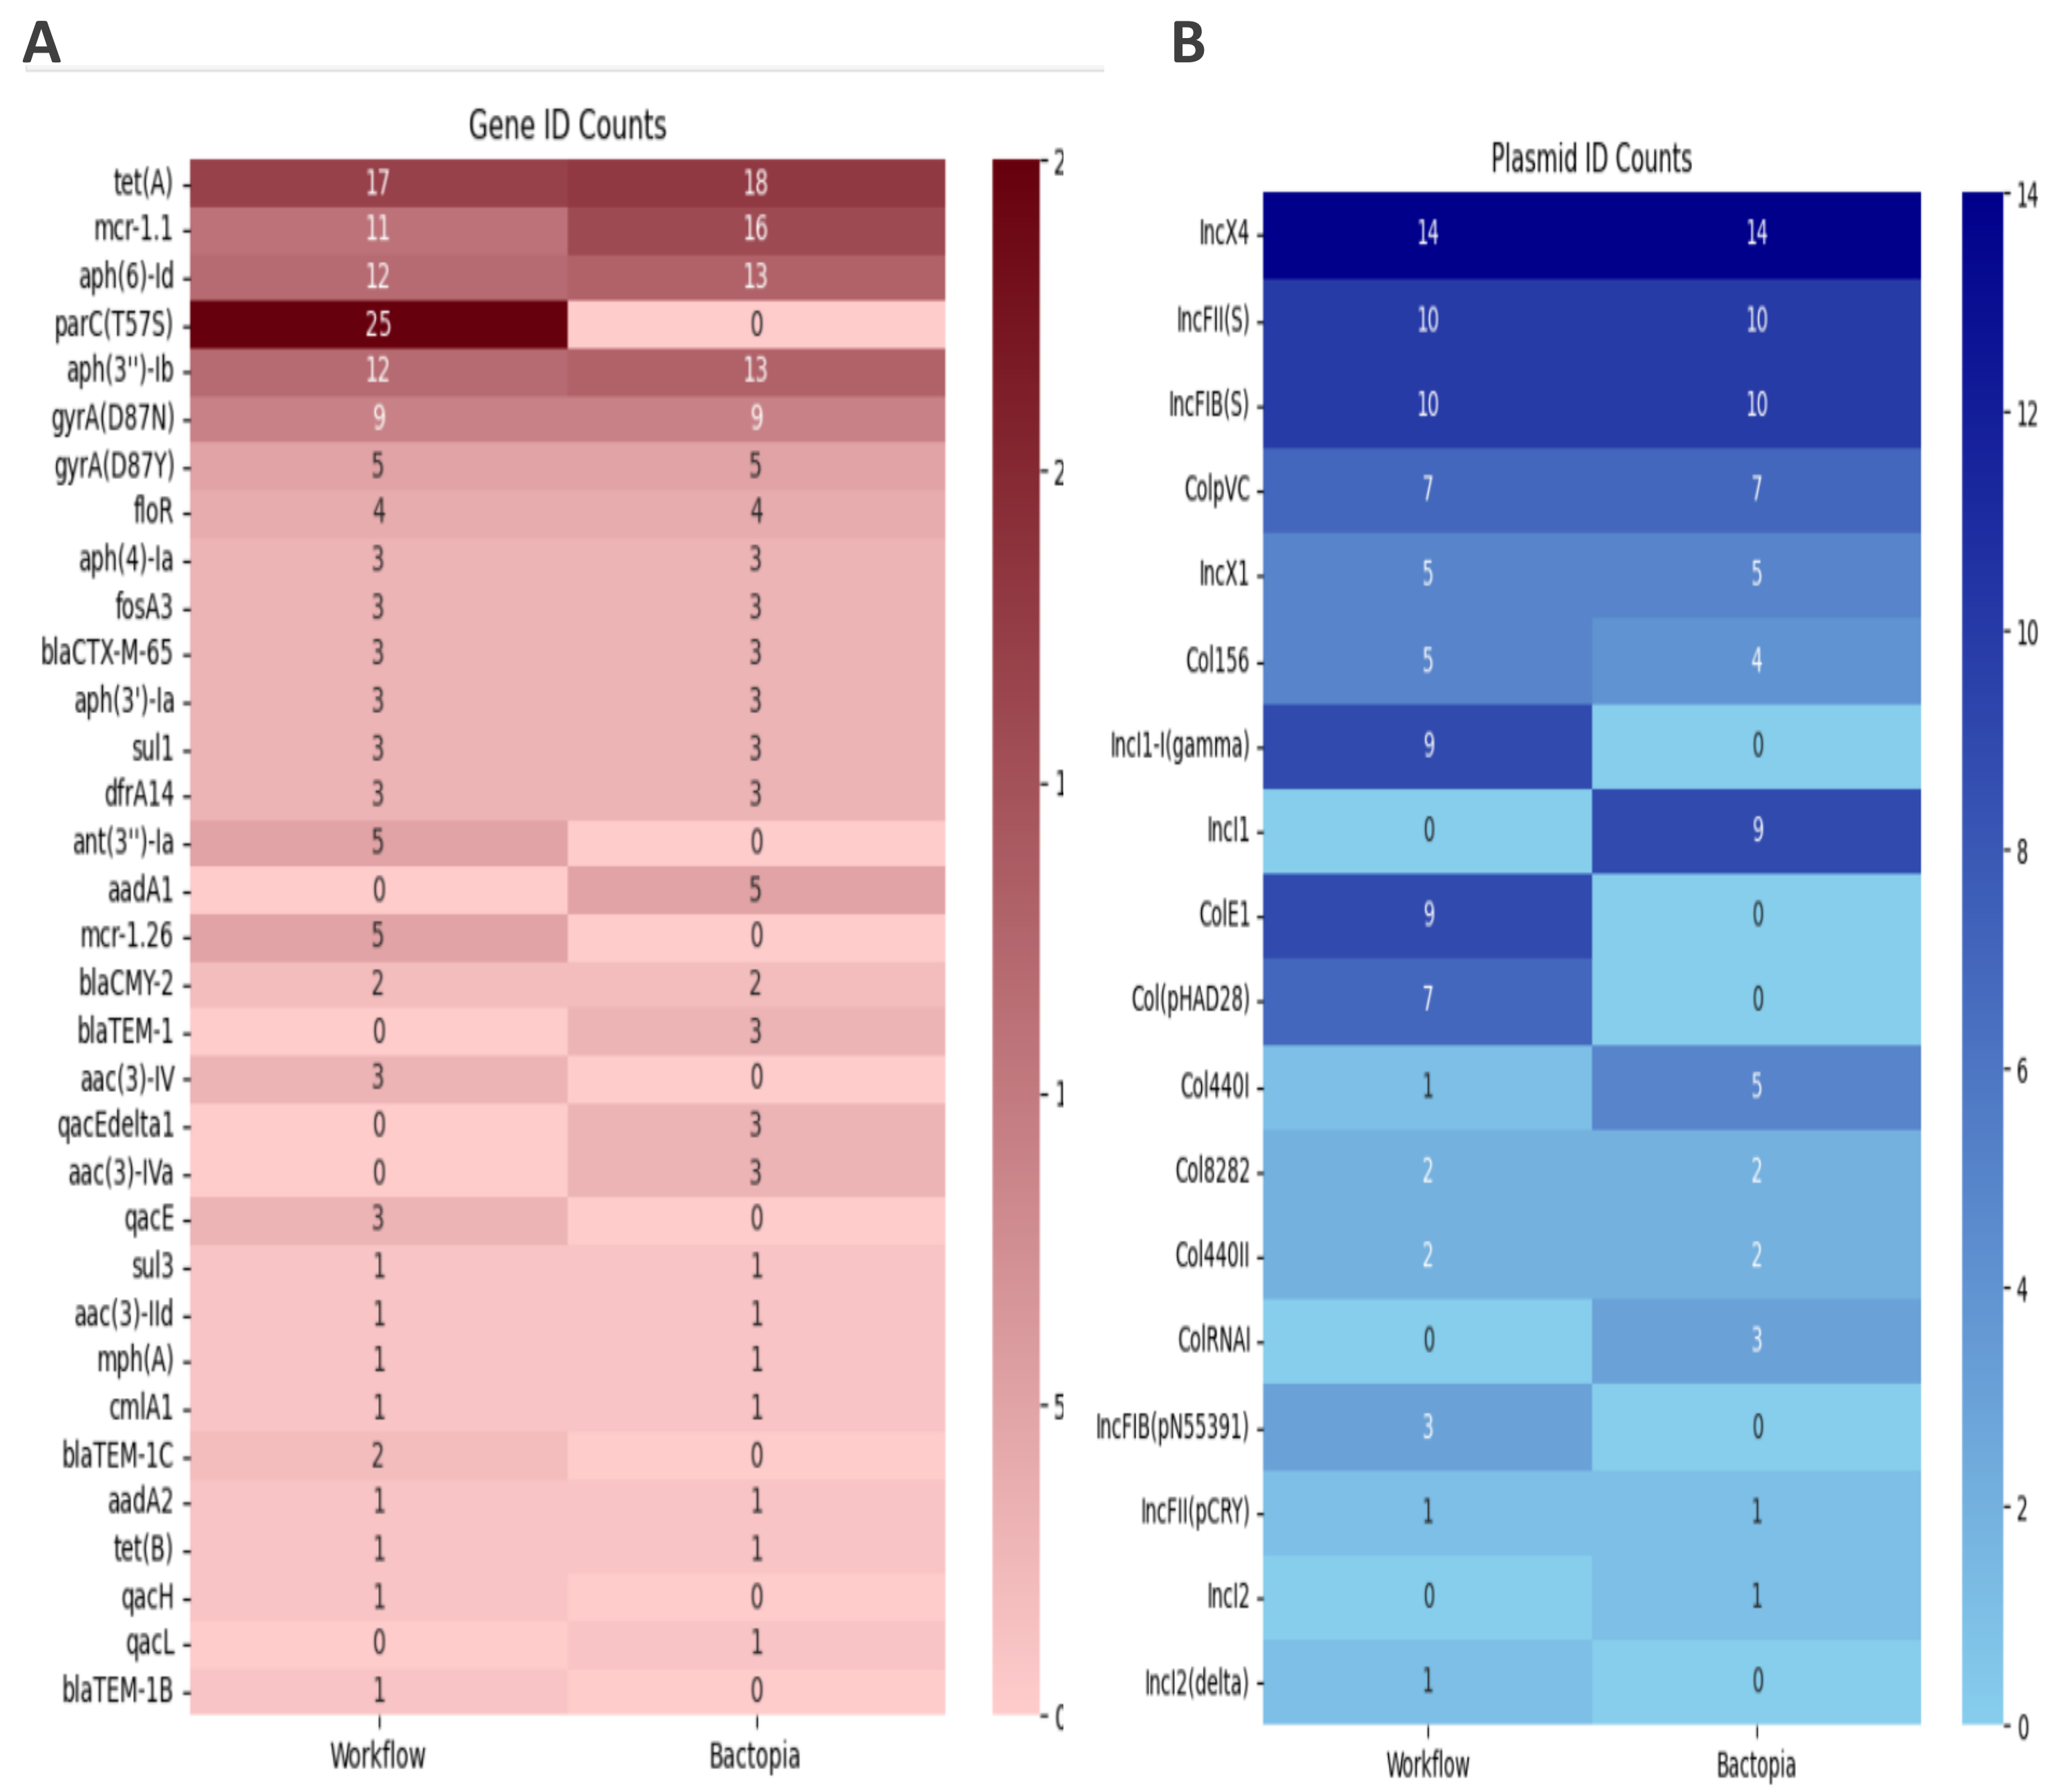 A
Gene ID Counts
tet(A) 17 18
mcr-1.1 11 16
aph(6)-Id 12 13
parC(T57S) 25 0
aph(3'')-Ib 12 13
gyrA(D87N) 9 9
gyrA(D87Y) 5 5
floR 4 4
aph(4)-Ia 3 3
fosA3 3 3
blaCTX-M-65 3 3
aph(3')-Ia 3 3
sul1 3 3
dfrA14 3 3
ant(3'')-Ia 5 0
aadA1 0 5
mcr-1.26 5 0
blaCMY-2 2 2
blaTEM-1 0 3
aac(3)-IV 3 0
qacEdelta1 0 3
aac(3)-IVa 0 3
qacE 3 0
sul3 1 1
aac(3)-IId 1 1
mph(A) 1 1
cmlA1 1 1
blaTEM-1C 2 0
aadA2 1 1
tet(B) 1 1
qacH 1 0
qacL 0 1
blaTEM-1B 1 0
Workflow Bactopia
2
2
1
1
5
0
B
Plasmid ID Counts
IncX4 14 14
IncFII(S) 10 10
IncFIB(S) 10 10
ColpVC 7 7
IncX1 5 5
Col156 5 4
IncI1-I(gamma) 9 0
IncI1 0 9
ColE1 9 0
Col(pHAD28) 7 0
Col440I 1 5
Col8282 2 2
Col440II 2 2
ColRNAI 0 3
IncFIB(pN55391) 3 0
IncFII(pCRY) 1 1
IncI2 0 1
IncI2(delta) 1 0
Workflow Bactopia
14
12
10
8
6
4
2
0